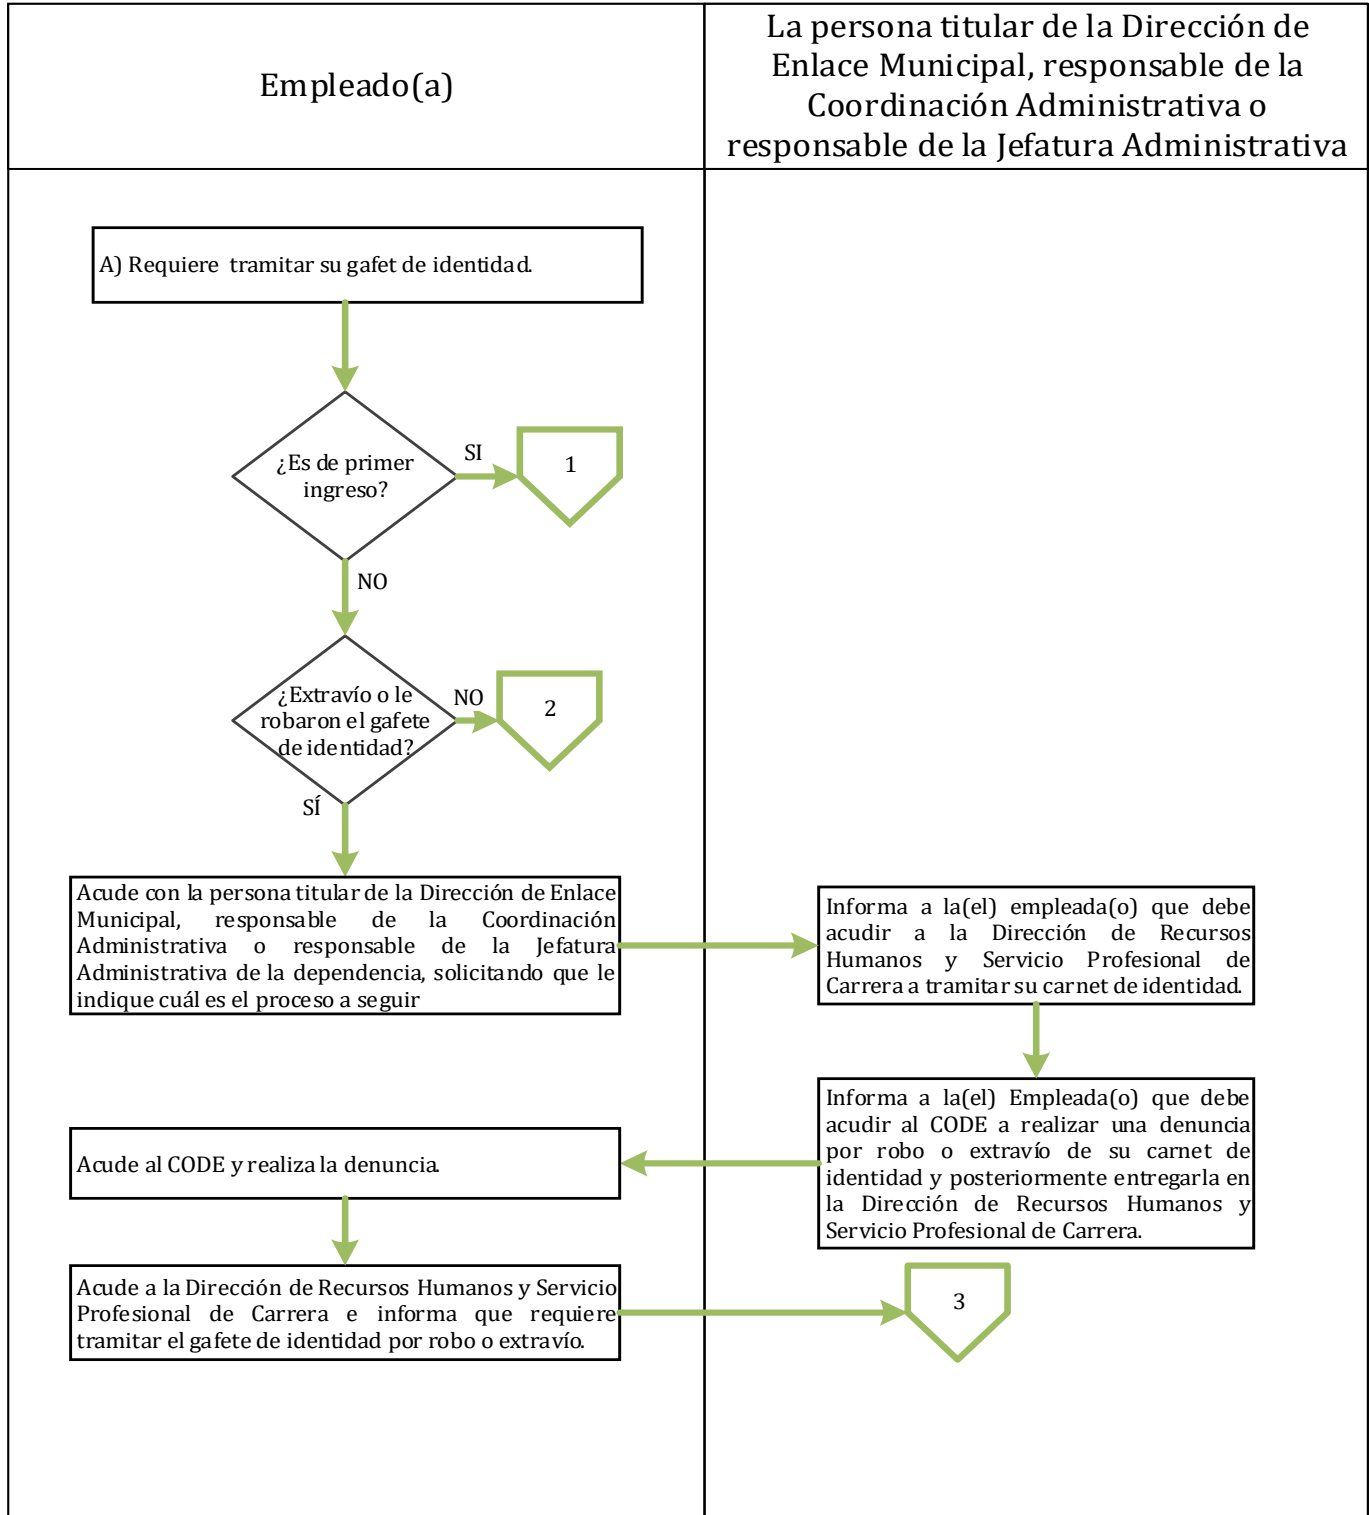 Empleado(a)
La persona titular de la Dirección de
Enlace Municipal, responsable de la
Coordinación Administrativa o
responsable de la Jefatura Administrativa
A) Requiere tramitar su gafet de identidad.
¿Es de primer
ingreso?
SI
1
NO
¿Extravío o le
robaron el gafete
de identidad?
NO
2
SÍ
Acude con la persona titular de la Dirección de Enlace
Municipal, responsable de la Coordinación
Administrativa o responsable de la Jefatura
Administrativa de la dependencia, solicitando que le
indique cuál es el proceso a seguir
Informa a la(el) empleada(o) que debe
acudir a la Dirección de Recursos
Humanos y Servicio Profesional de
Carrera a tramitar su carnet de identidad.
Informa a la(el) Empleada(o) que debe
acudir al CODE a realizar una denuncia
por robo o extravío de su carnet de
identidad y posteriormente entregarla en
la Dirección de Recursos Humanos y
Servicio Profesional de Carrera.
Acude al CODE y realiza la denuncia.
Acude a la Dirección de Recursos Humanos y Servicio
Profesional de Carrera e informa que requiere
tramitar el gafete de identidad por robo o extravío.
3